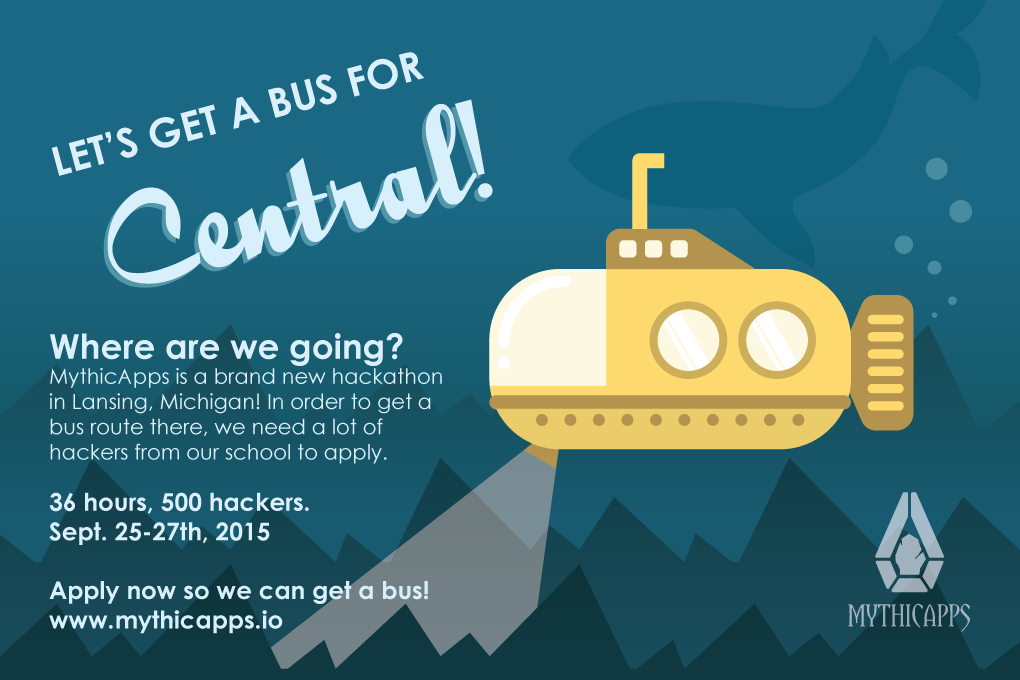 LET'S GET A BUS FOR
Central!
Where are we going?
MythicApps is a brand new hackathon
in Lansing, Michigan! In order to get a
bus route there, we need a lot of
hackers from our school to apply.
36 hours, 500 hackers.
Sept. 25-27th, 2015
Apply now so we can get a bus!
www.mythicapps.io
MYTHICAPPS